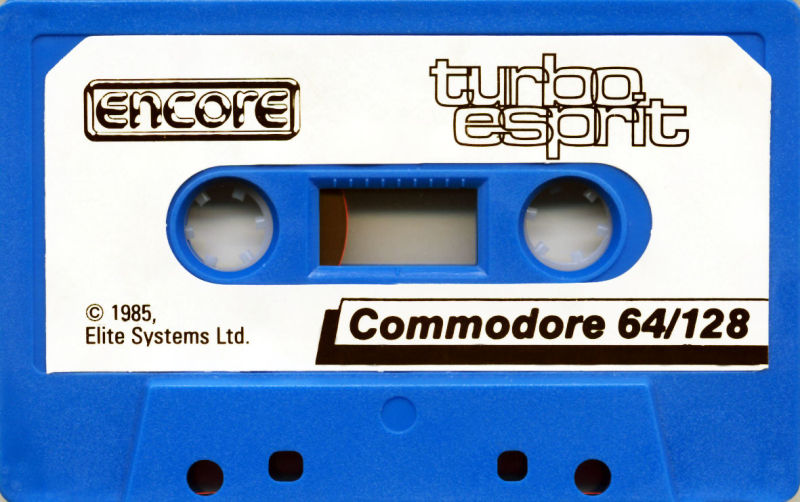 encore
turbo
esprit
© 1985,
Elite Systems Ltd.
Commodore 64/128